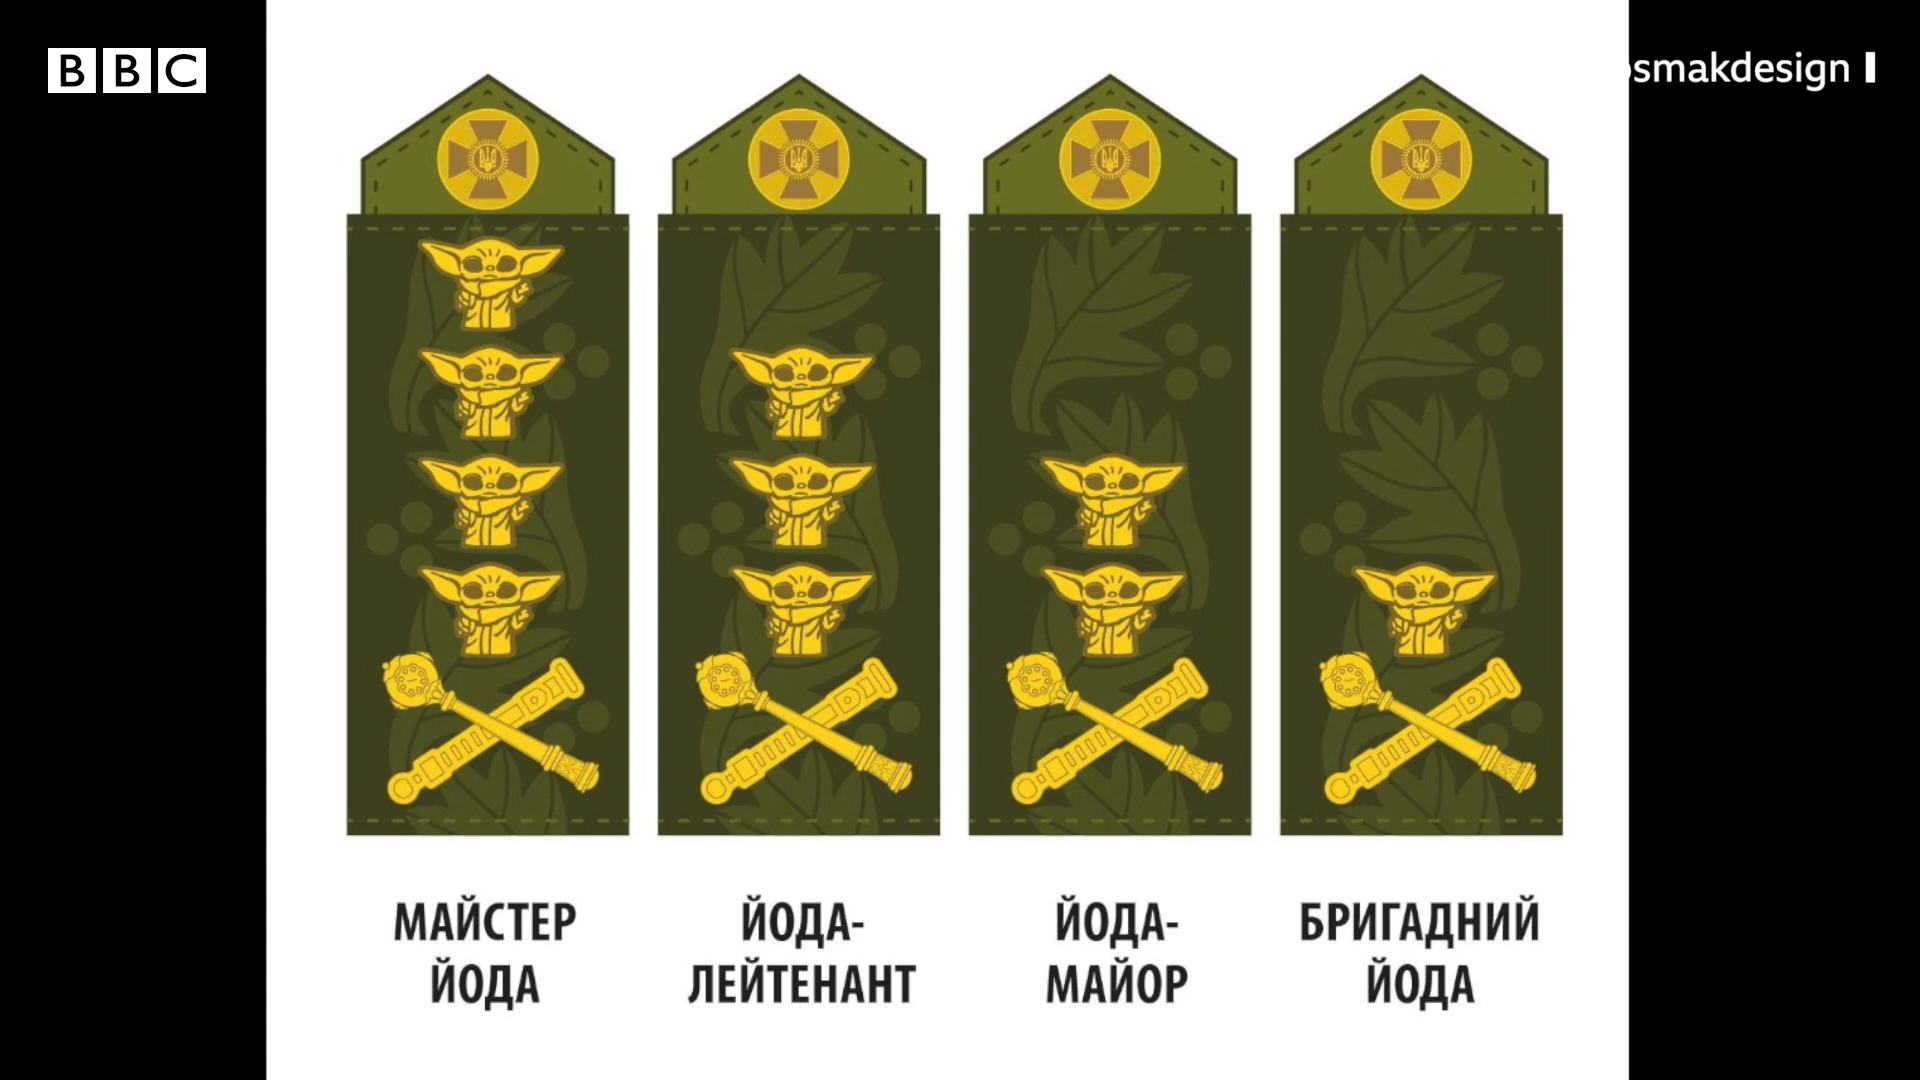 BBC
smakdesign
МАЙСТЕР
ЙОДА
ЙОДА-
ЛЕЙТЕНАНТ
ЙОДА-
МАЙОР
БРИГАДНИЙ
ЙОДА